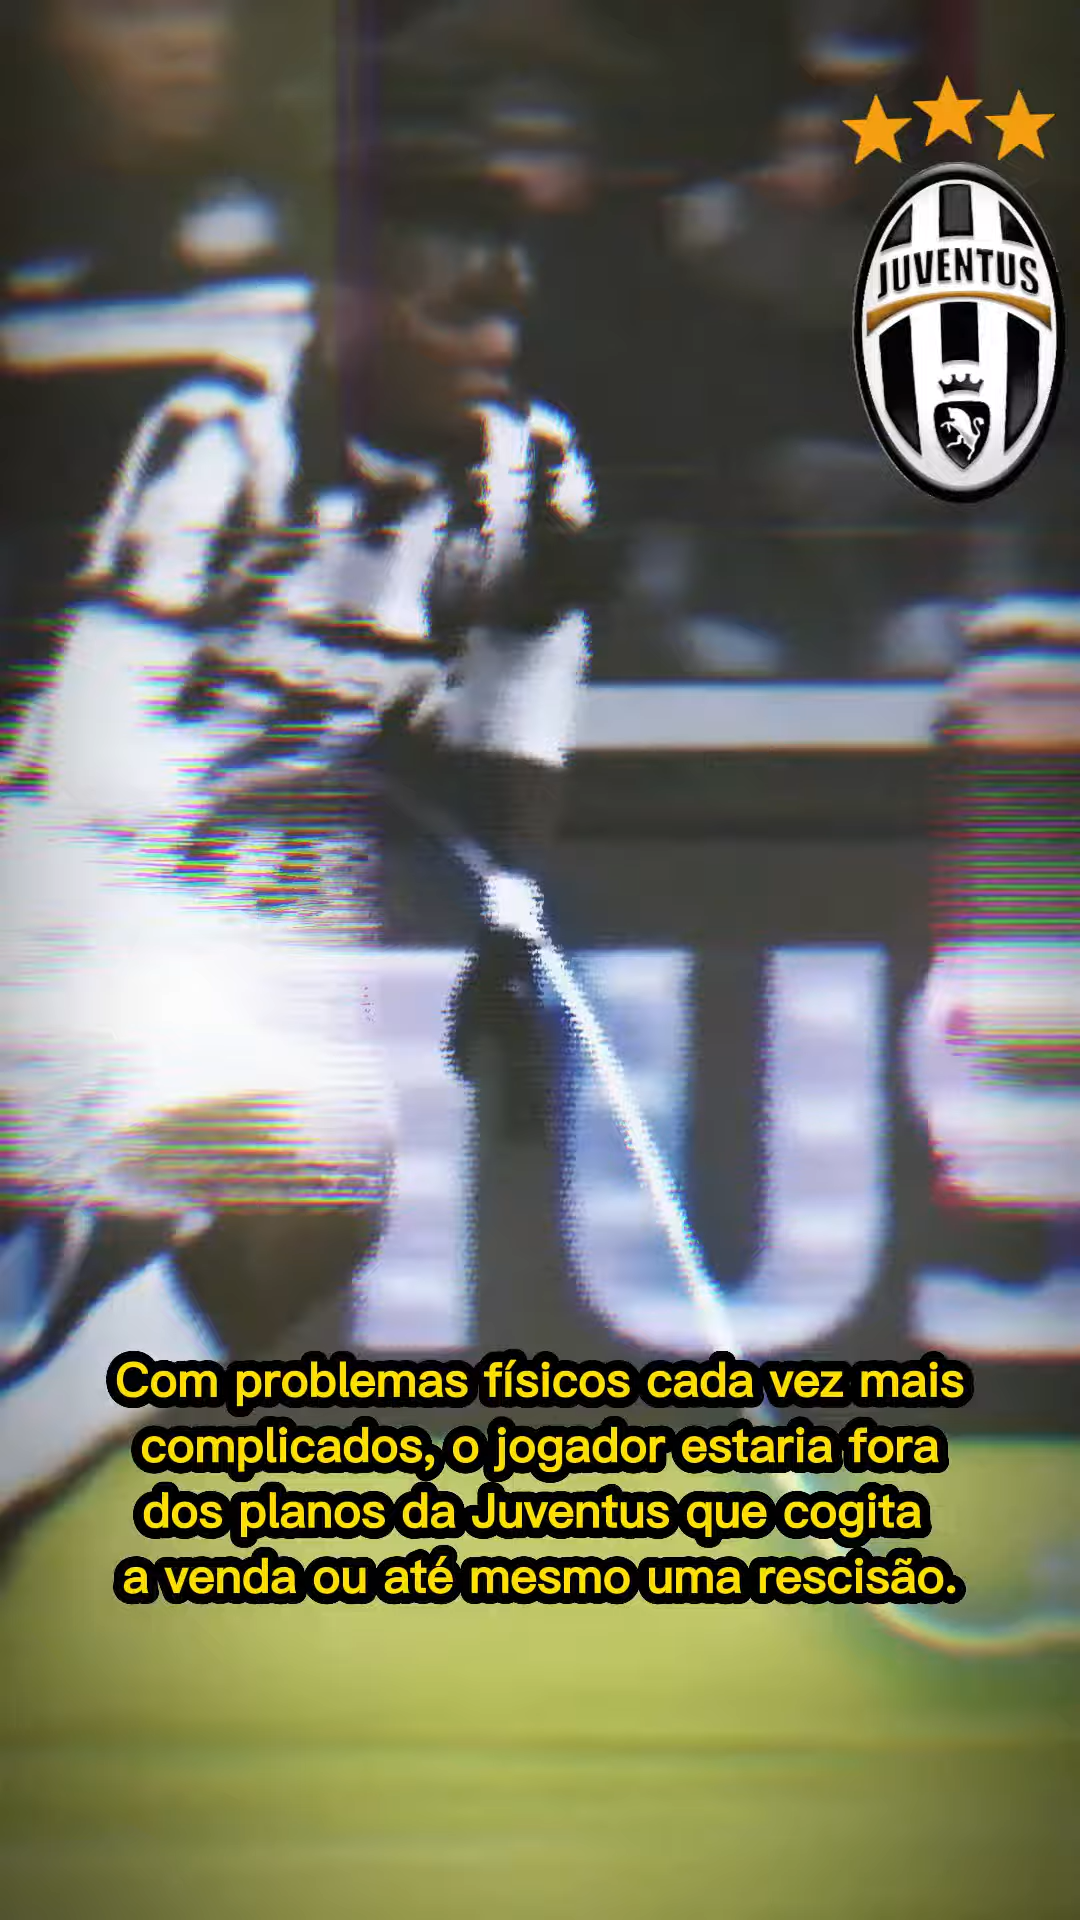 JUVENTUS
TUS
Com problemas físicos cada vez mais
complicados, o jogador estaria fora
dos planos da Juventus que cogita
a venda ou até mesmo uma rescisão.